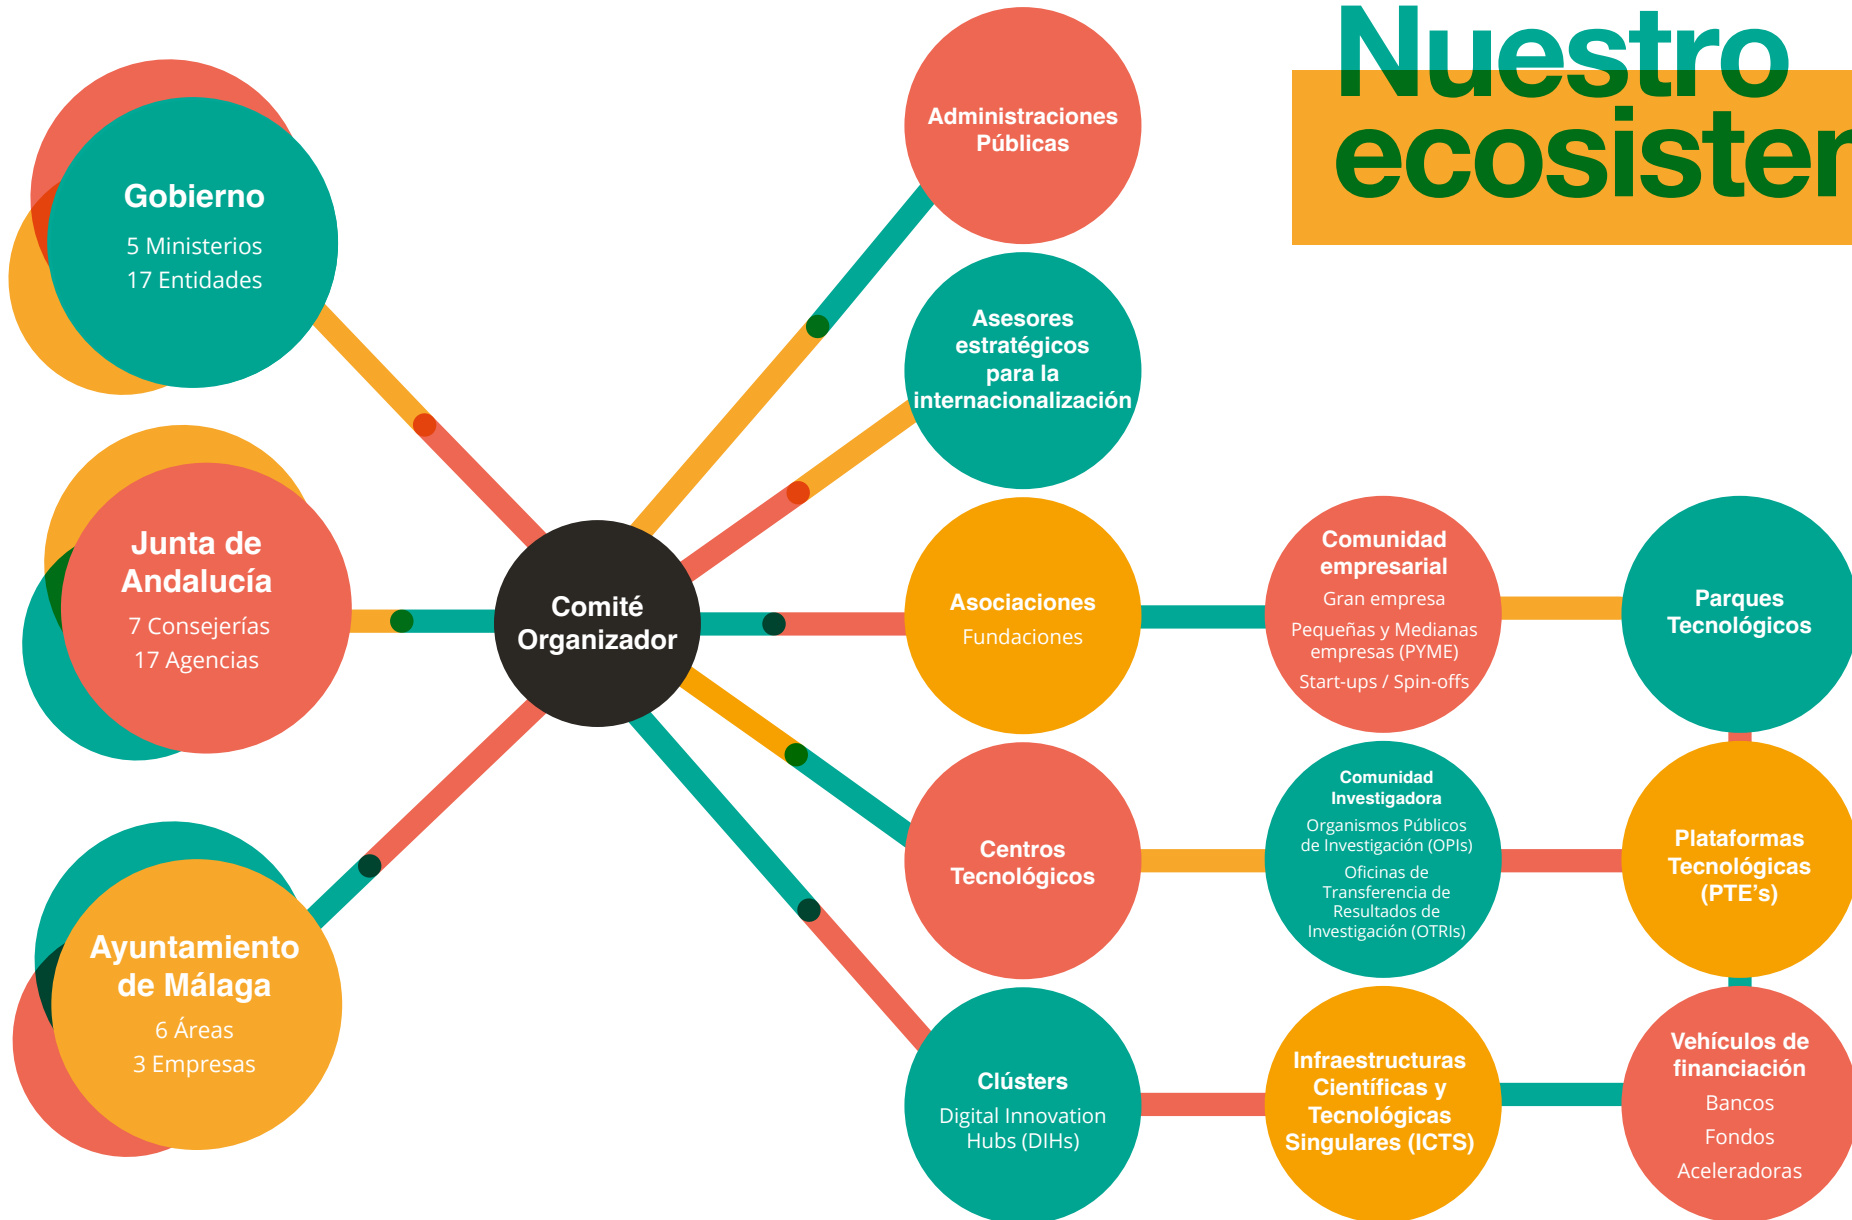 Nuestro
ecosistem
Gobierno
5 Ministerios
17 Entidades
Junta de
Andalucía
7 Consejerías
17 Agencias
Ayuntamiento
de Málaga
6 Áreas
3 Empresas
Comité
Organizador
Administraciones
Públicas
Asesores
estratégicos
para la
internacionalización
Asociaciones
Fundaciones
Comunidad
empresarial
Gran empresa
Pequeñas y Medianas
empresas (PYME)
Start-ups / Spin-offs
Parques
Tecnológicos
Centros
Tecnológicos
Comunidad
Investigadora
Organismos Públicos
de Investigación (OPIs)
Oficinas de
Transferencia de
Resultados de
Investigación (OTRIs)
Plataformas
Tecnológicas
(PTE's)
Clústers
Digital Innovation
Hubs (DIHs)
Infraestructuras
Científicas y
Tecnológicas
Singulares (ICTS)
Vehículos de
financiación
Bancos
Fondos
Aceleradoras